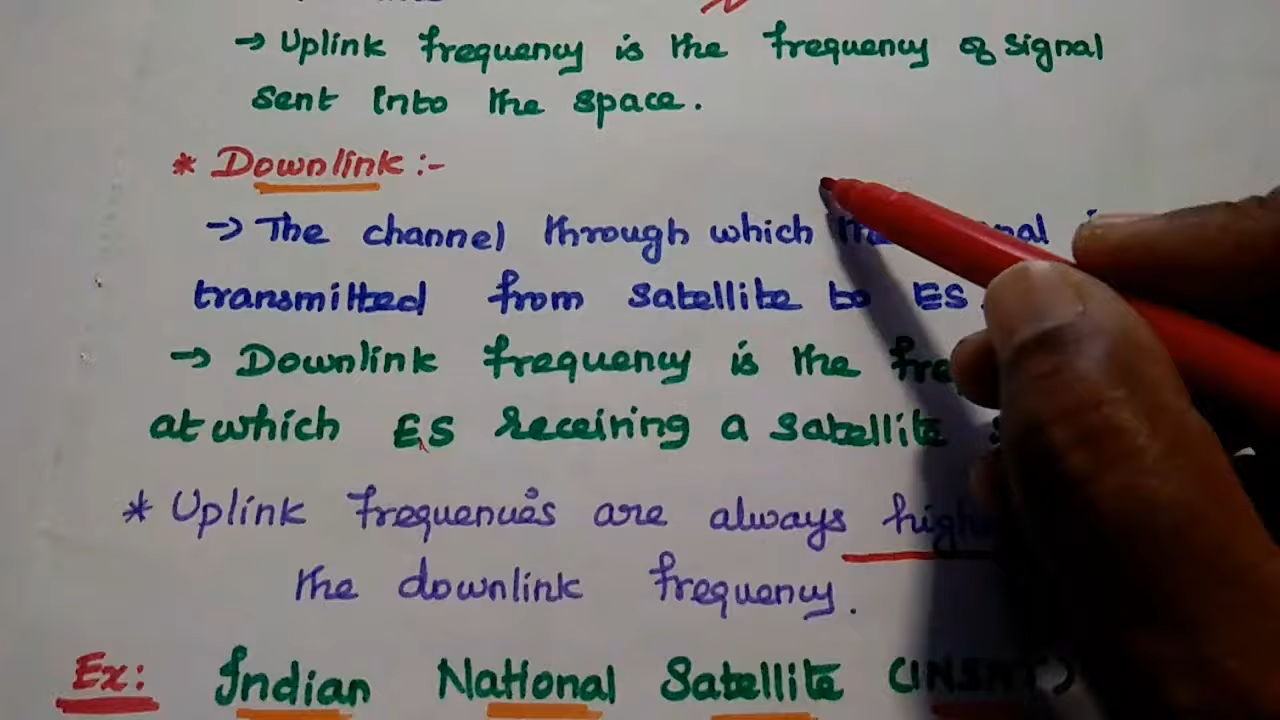 → Uplink frequency is the frequency of signal
sent into the space.
* Downlink :-
→ The channel through which the
transmitted from satellite to ES.
→ Downlink frequency is the
at which ES receiving a satellite
* Uplink frequencies are always
the downlink frequency.
Ex: Indian National Satellite (INSAT)